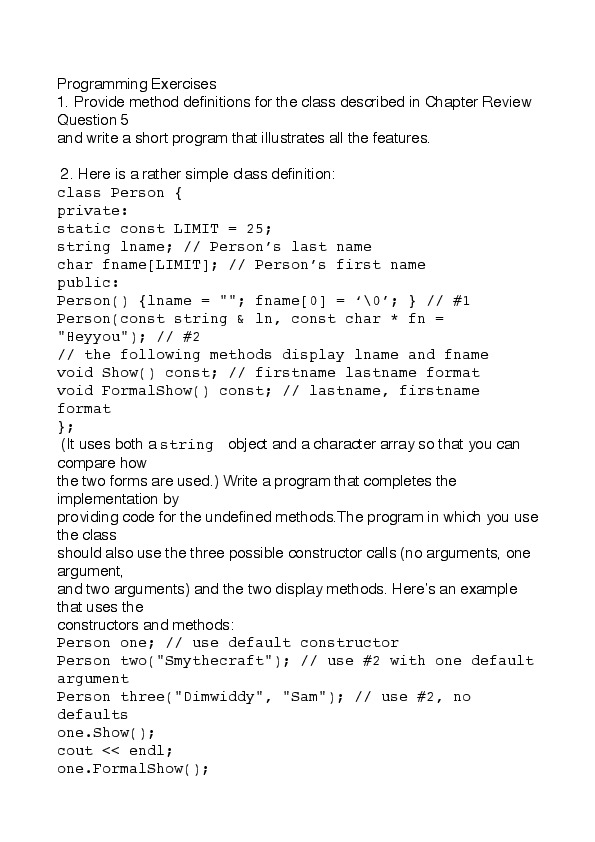 Programming Exercises
1. Provide method definitions for the class described in Chapter Review
Question 5
and write a short program that illustrates all the features.
2. Here is a rather simple class definition:
class Person {
private:
static const LIMIT = 25;
string lname; // Person’s last name
char fname[LIMIT]; // Person’s first name
public:
Person() {lname = ""; fname[0] = ‘\0’; } // #1
Person(const string & ln, const char * fn =
"Heyyou"); // #2
// the following methods display lname and fname
void Show() const; // firstname lastname format
void FormalShow() const; // lastname, firstname
format
};
(It uses both a string object and a character array so that you can
compare how
the two forms are used.) Write a program that completes the
implementation by
providing code for the undefined methods.The program in which you use
the class
should also use the three possible constructor calls (no arguments, one
argument,
and two arguments) and the two display methods. Here’s an example
that uses the
constructors and methods:
Person one; // use default constructor
Person two("Smythecraft"); // use #2 with one default
argument
Person three("Dimwiddy", "Sam"); // use #2, no
defaults
one.Show();
cout << endl;
one.FormalShow();